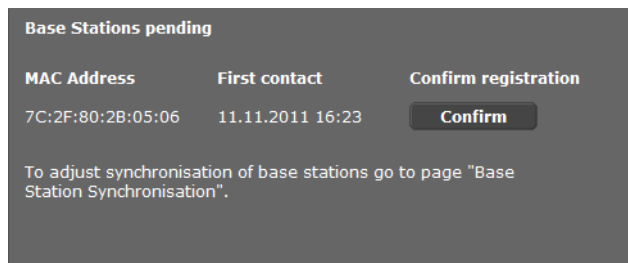 Base Stations pending
MAC Address First contact Confirm registration
7C:2F:80:2B:05:06 11.11.2011 16:23 Confirm
To adjust synchronisation of base stations go to page "Base
Station Synchronisation".